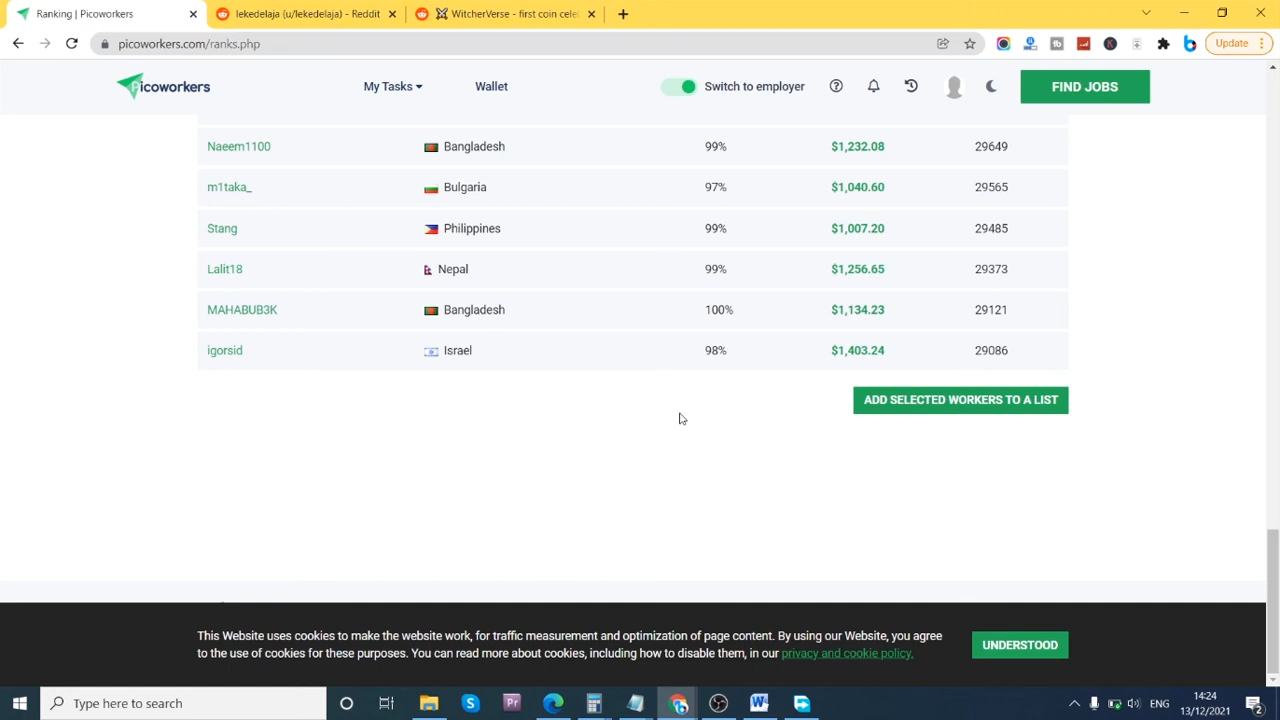 Ranking | Picoworkers
lekedelaja (u/lekedelaja) - Reddit
WitcherVerse - first coin cele
picoworkers.com/ranks.php
Update
Picoworkers
My Tasks
Wallet
Switch to employer
FIND JOBS
Naeem1100 Bangladesh 99% $1,232.08 29649
m1taka_ Bulgaria 97% $1,040.60 29565
Stang Philippines 99% $1,007.20 29485
Lalit18 Nepal 99% $1,256.65 29373
MAHABUB3K Bangladesh 100% $1,134.23 29121
igorsid Israel 98% $1,403.24 29086
ADD SELECTED WORKERS TO A LIST
This Website uses cookies to make the website work, for traffic measurement and optimization of page content. By using our Website, you agree
to the use of cookies for these purposes. You can read more about cookies, including how to disable them, in our privacy and cookie policy.
UNDERSTOOD
Type here to search
ENG
14:24
13/12/2021
2